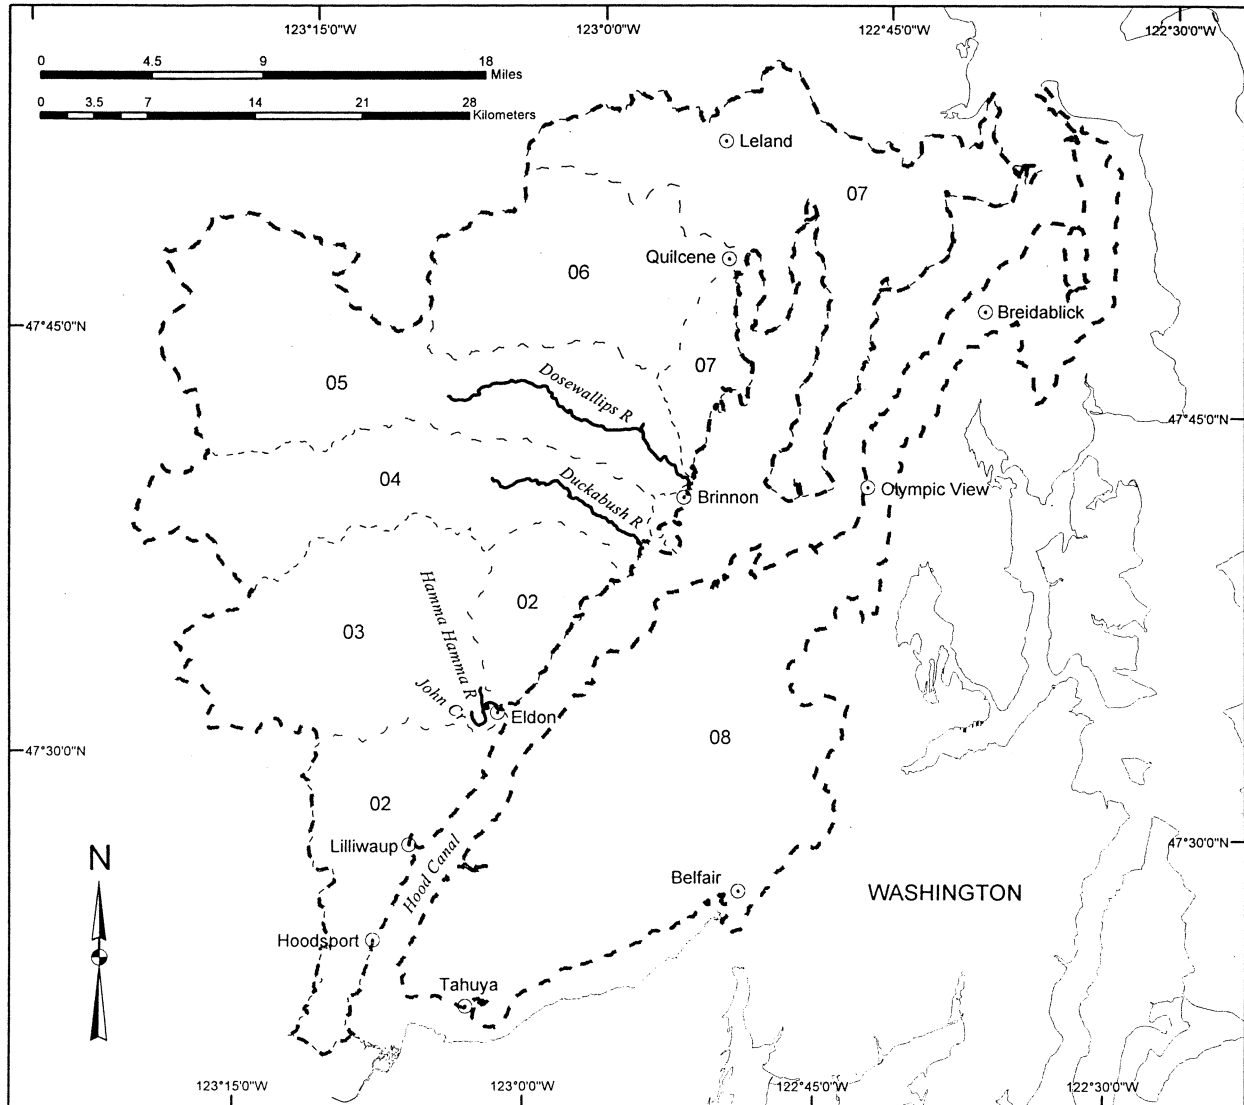 123°15'0"W
123°0'0"W
122°45'0"W
122°30'0"W
0 4.5 9 18
Miles
0 3.5 7 14 21 28
Kilometers
Leland
07
Quilcene
06
Breidablick
47°45'0"N
07
05
Dosewallips R
47°45'0"N
04
Duckabush R
Brinnon
Olympic View
Hamma Hamma R
02
03
John Cr
Eldon
08
47°30'0"N
02
Lilliwaup
Hood Canal
47°30'0"N
N
Belfair
WASHINGTON
Hoodsport
Tahuya
123°15'0"W
123°0'0"W
122°45'0"W
122°30'0"W